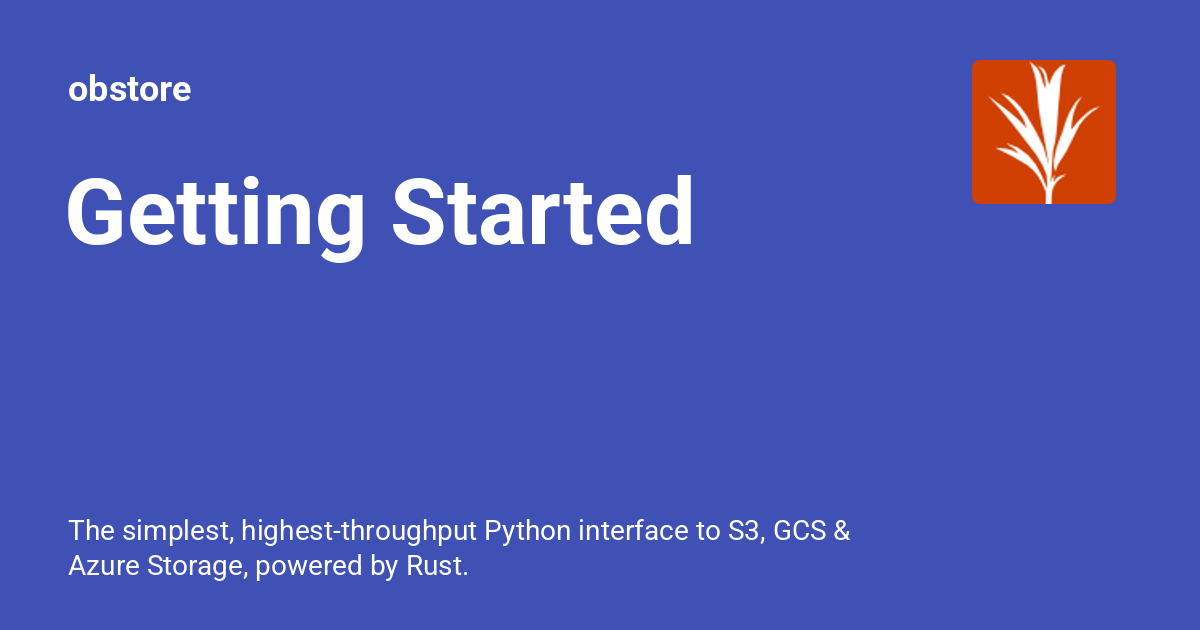 obstore
Getting Started
The simplest, highest-throughput Python interface to S3, GCS &
Azure Storage, powered by Rust.